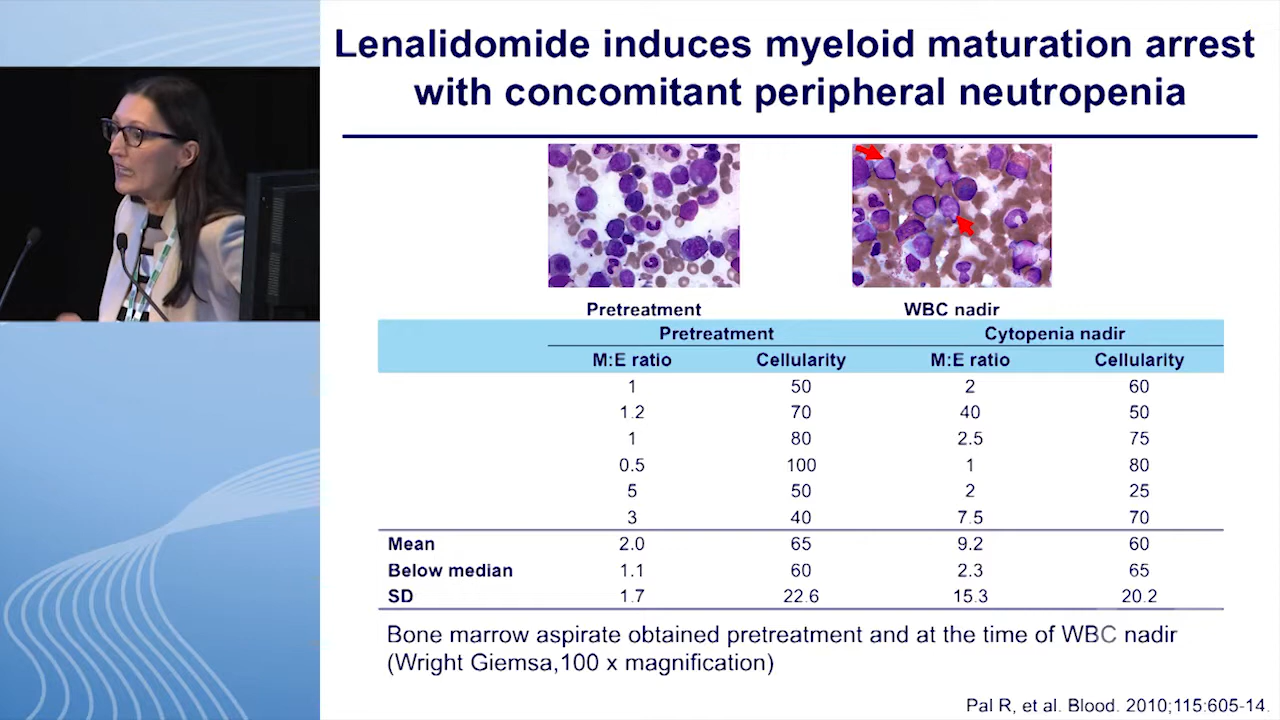 Lenalidomide induces myeloid maturation arrest
with concomitant peripheral neutropenia
Pretreatment WBC nadir
Pretreatment Cytopenia nadir
M:E ratio Cellularity M:E ratio Cellularity
1 50 2 60
1.2 70 40 50
1 80 2.5 75
0.5 100 1 80
5 50 2 25
3 40 7.5 70
Mean 2.0 65 9.2 60
Below median 1.1 60 2.3 65
SD 1.7 22.6 15.3 20.2
Bone marrow aspirate obtained pretreatment and at the time of WBC nadir
(Wright Giemsa,100 x magnification)
Pal R, et al. Blood. 2010;115:605-14.